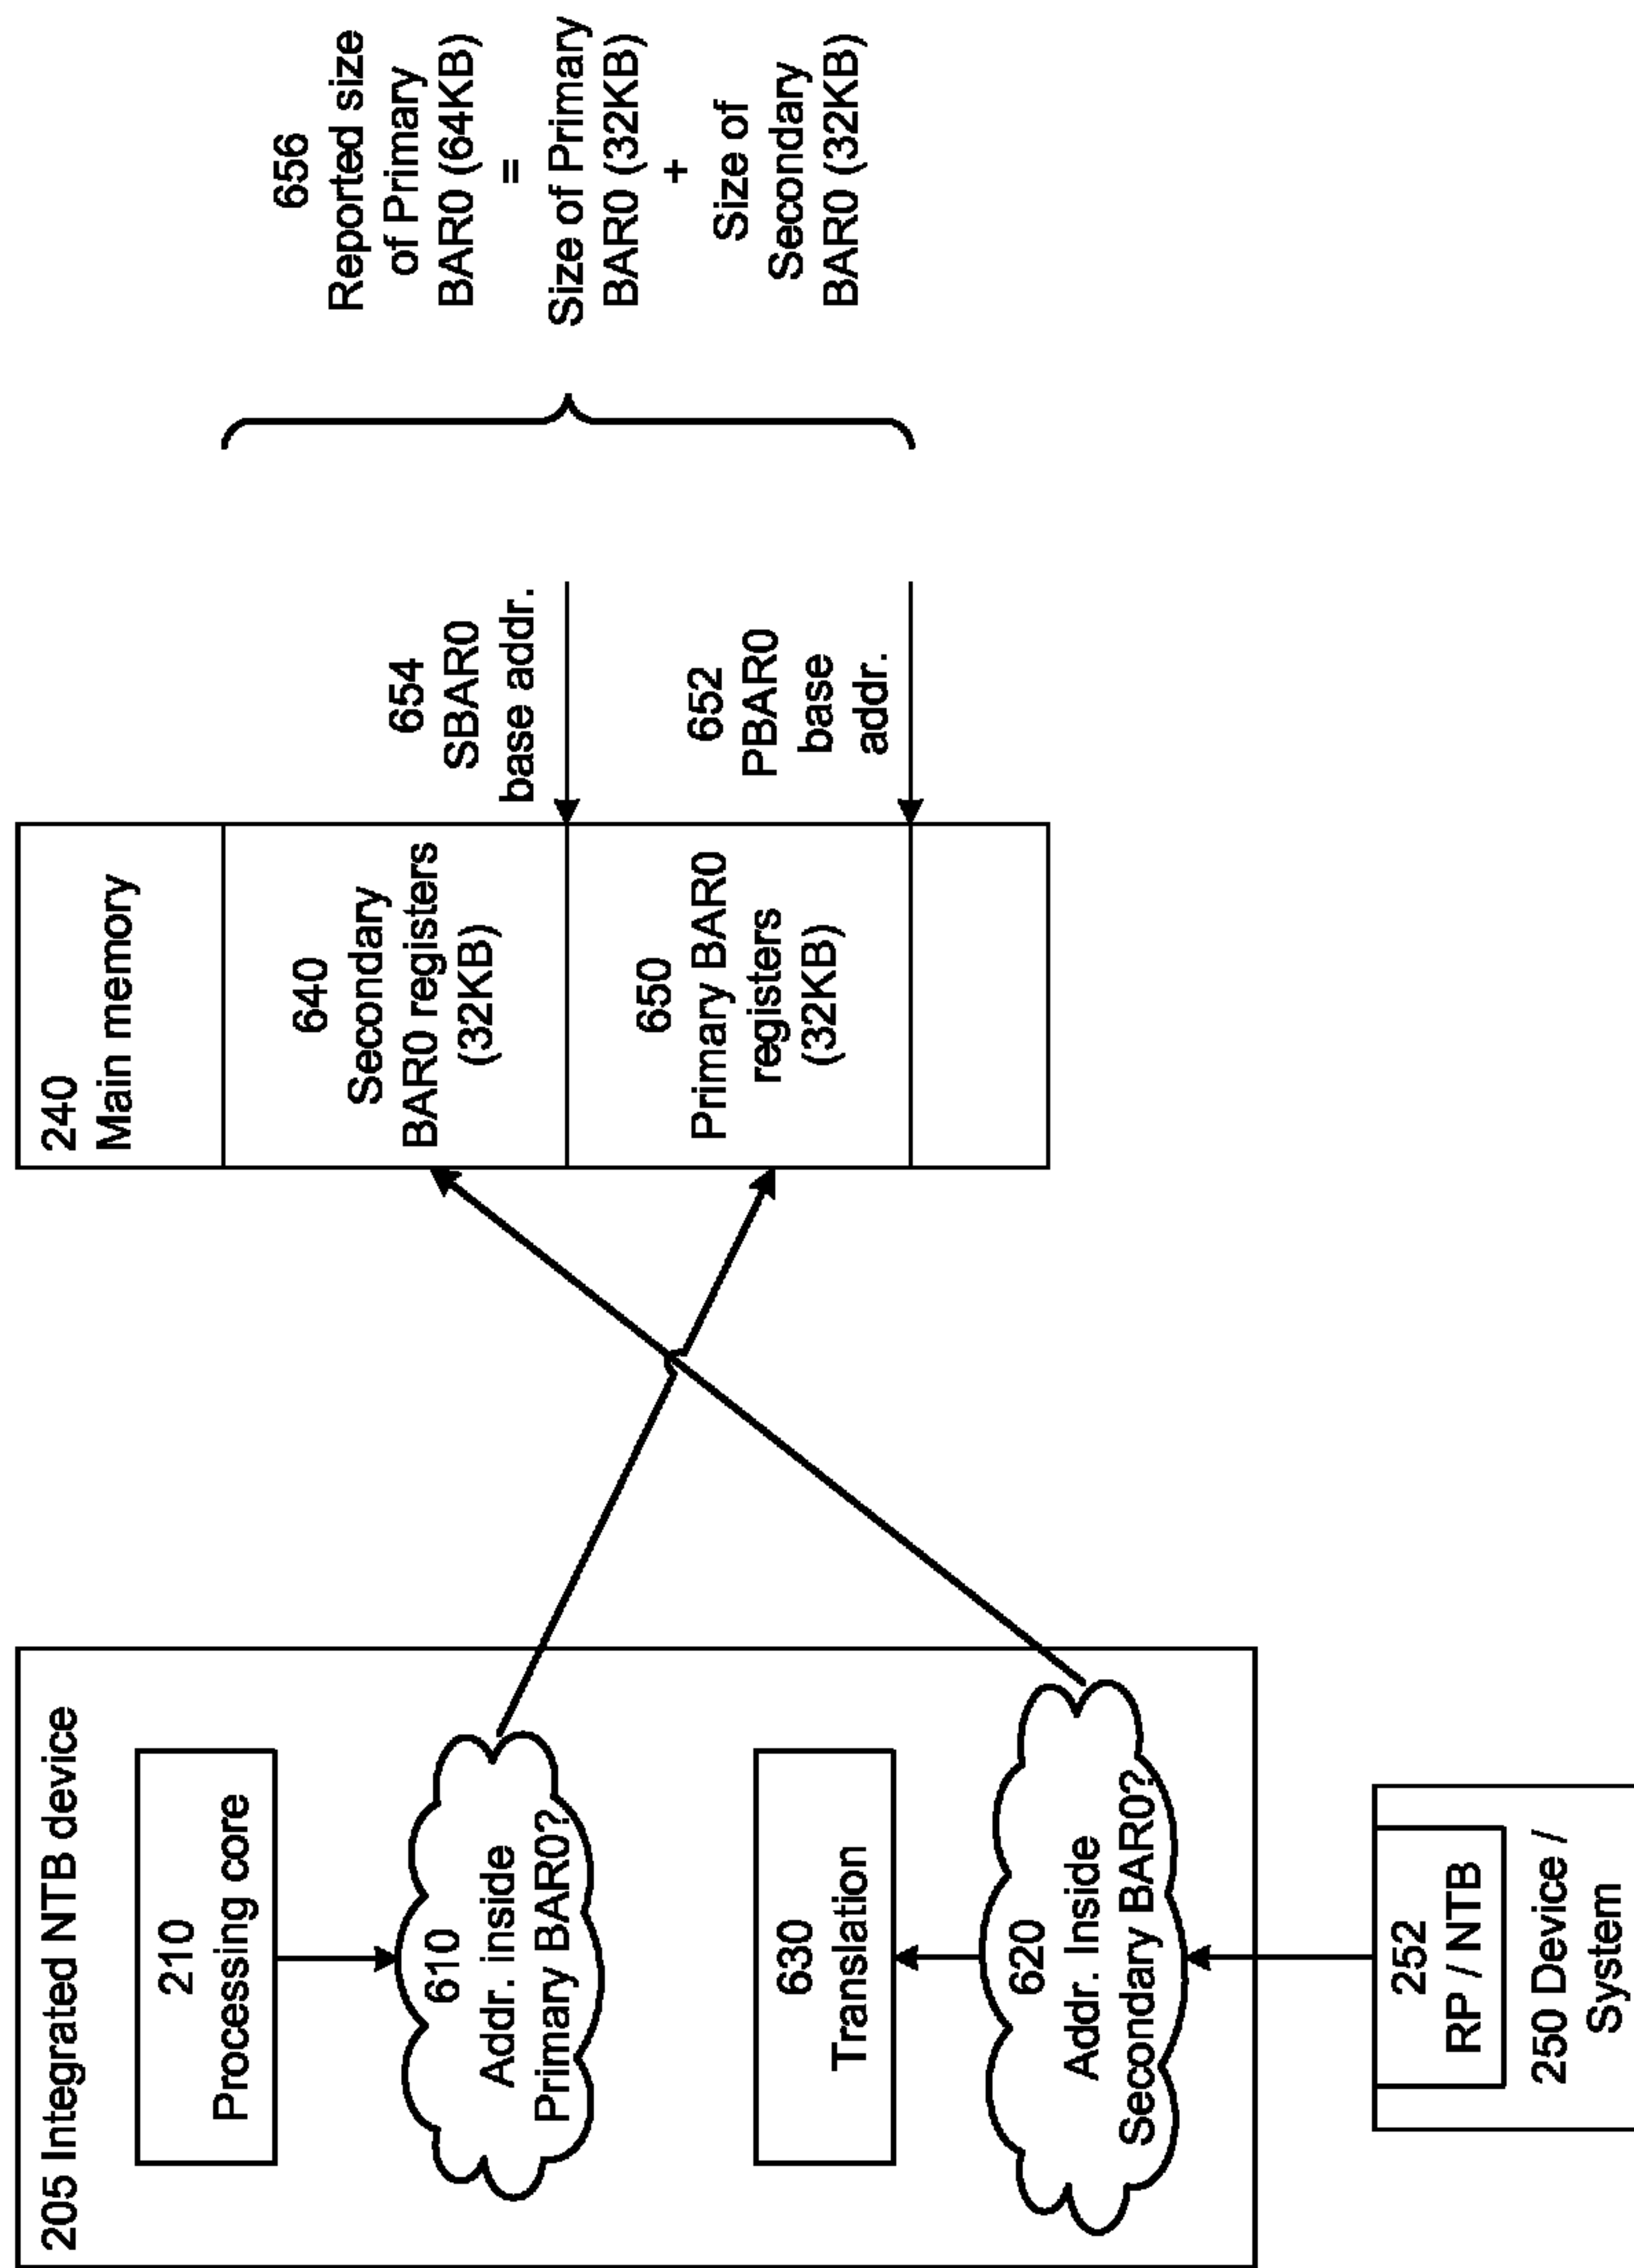 205 Integrated NTB device
210
Processing core
610
Addr. inside
Primary BAR0?
630
Translation
620
Addr. Inside
Secondary BAR0?
252
RP / NTB
250 Device /
System
240
Main memory
640
Secondary
BAR0 registers
(32KB)
650
Primary BAR0
registers
(32KB)
654
SBAR0
base addr.
652
PBAR0
base
addr.
656
Reported size
of Primary
BAR0 (64KB)
=
Size of Primary
BAR0 (32KB)
+
Size of
Secondary
BAR0 (32KB)